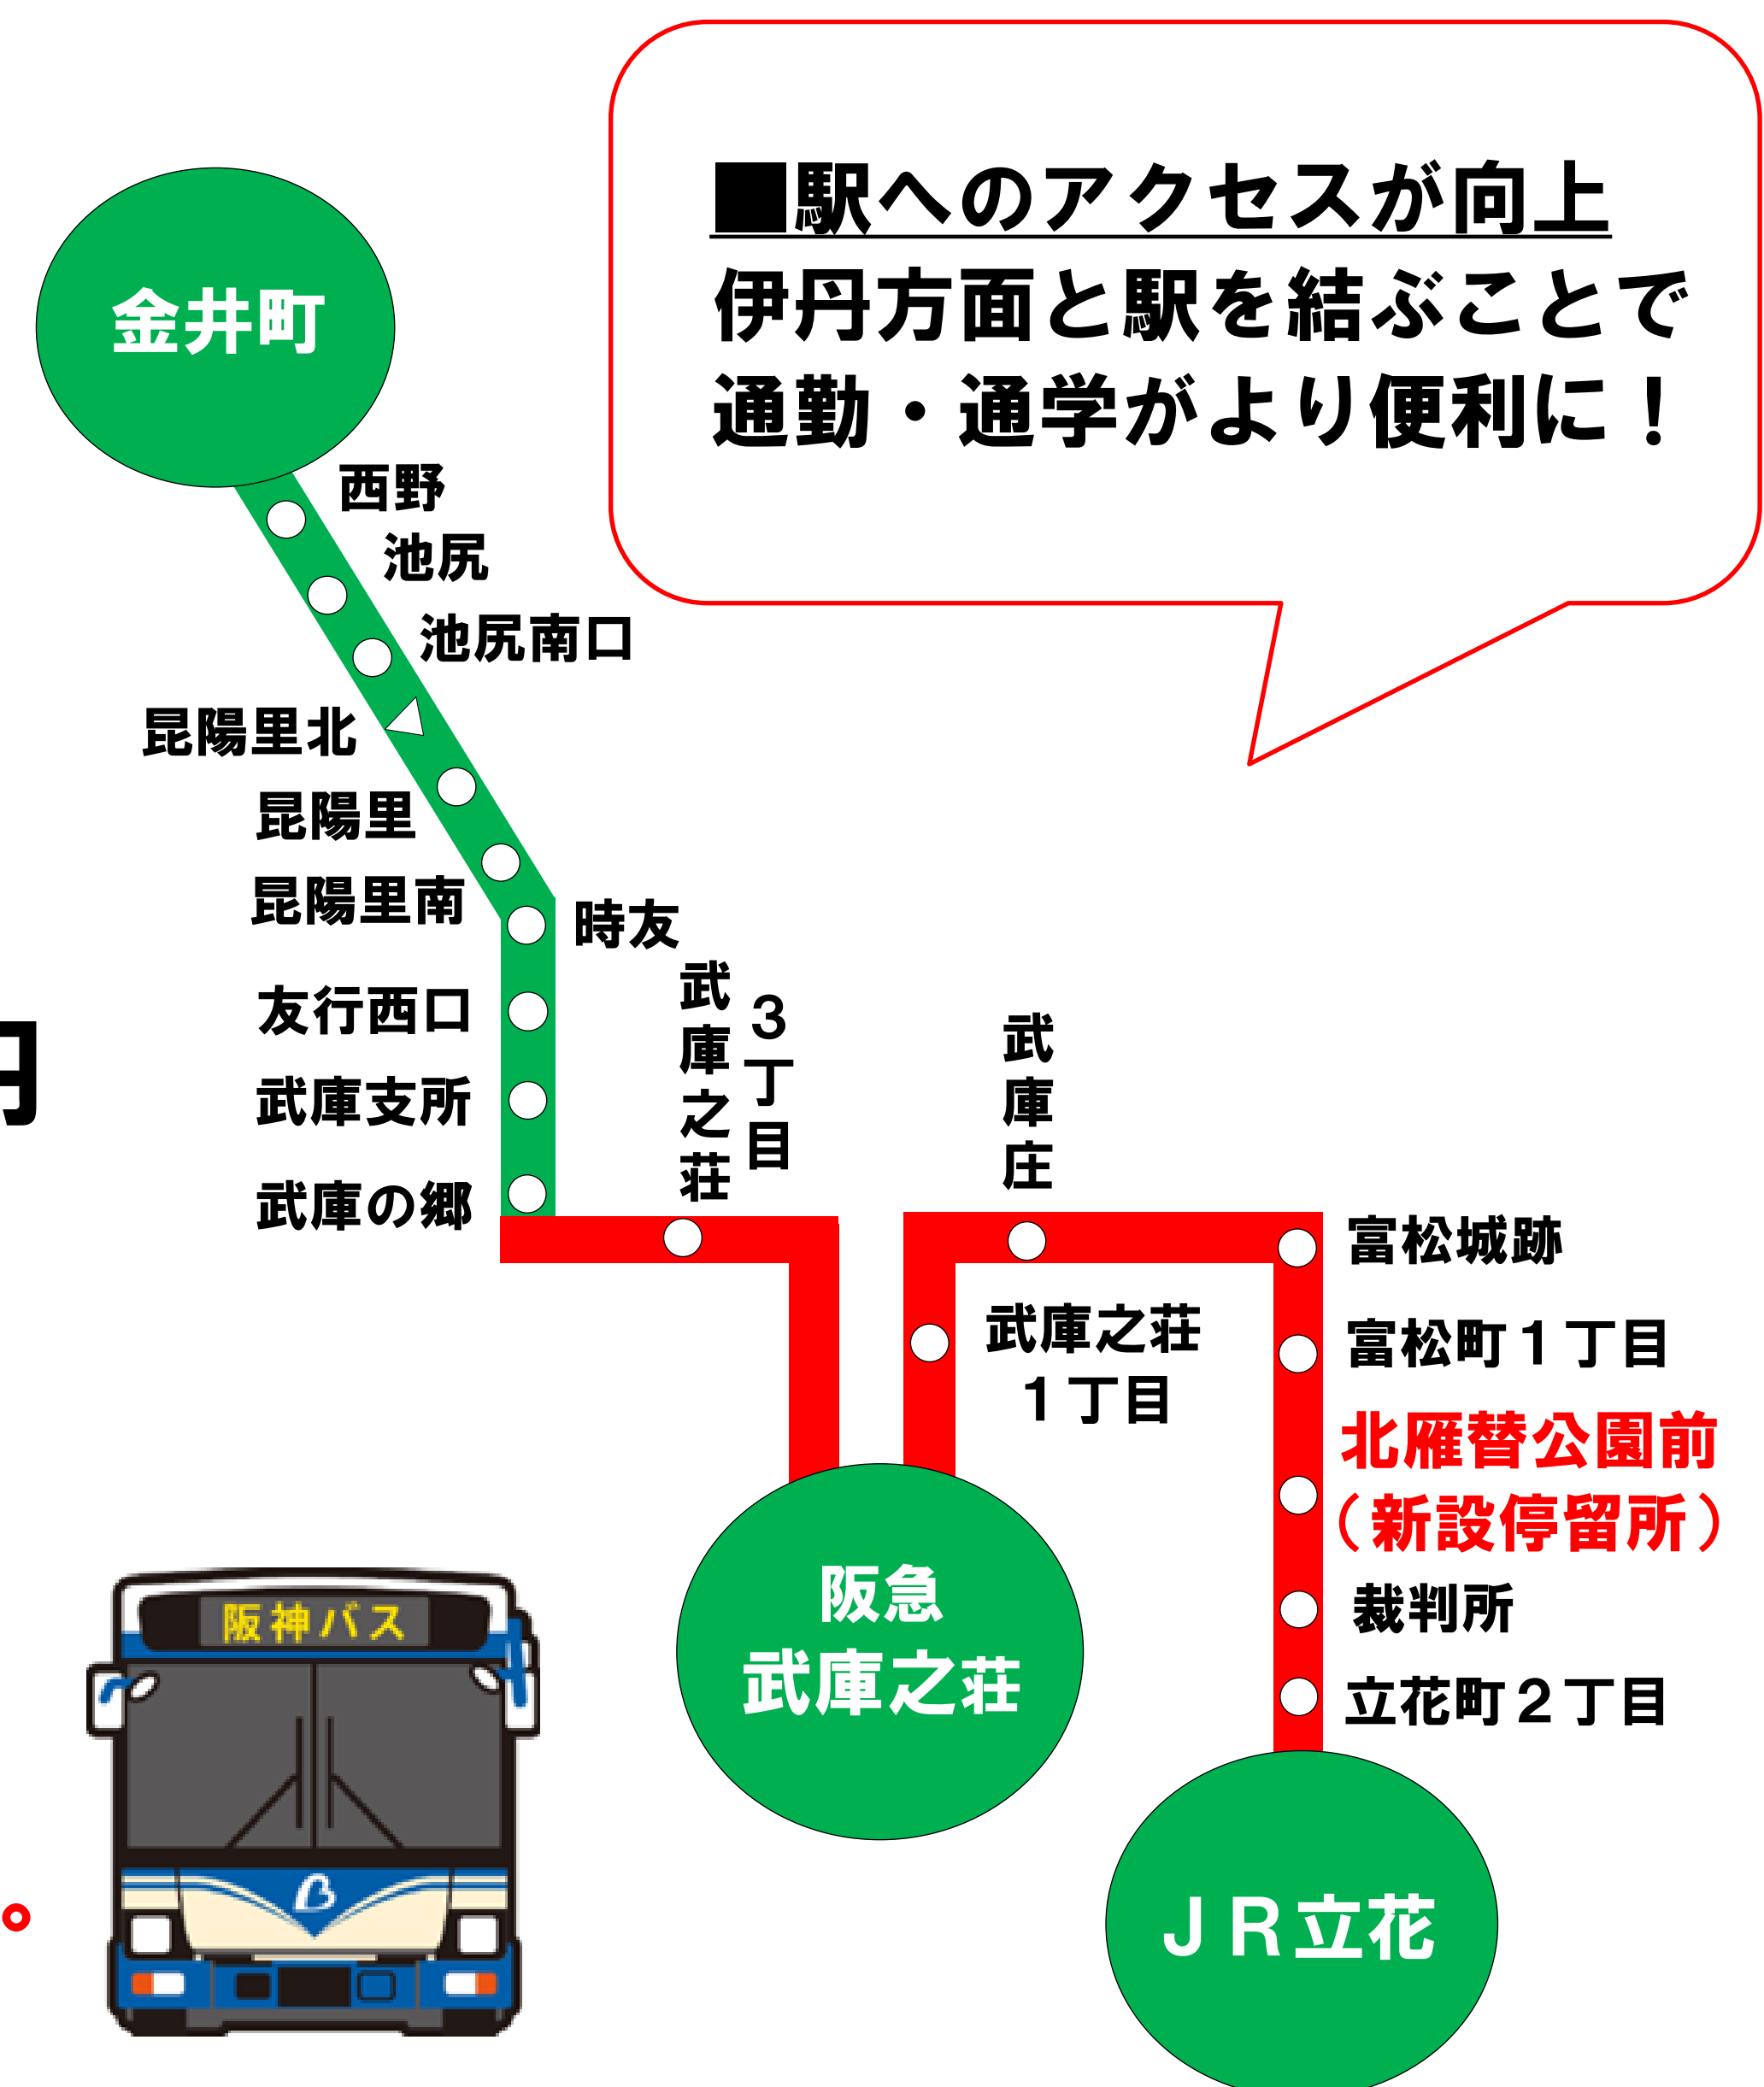 ■駅へのアクセスが向上
伊丹方面と駅を結ぶことで
通勤・通学がより便利に！
金井町
西野
池尻
池尻南口
昆陽里北
昆陽里
昆陽里南
時友
友行西口
武庫支所
武庫の郷
武庫之荘
３丁目
武庫庄
富松城跡
武庫之荘
１丁目
富松町１丁目
北雁替公園前
（新設停留所）
裁判所
立花町２丁目
阪急
武庫之荘
ＪＲ立花
円
阪神バス
。